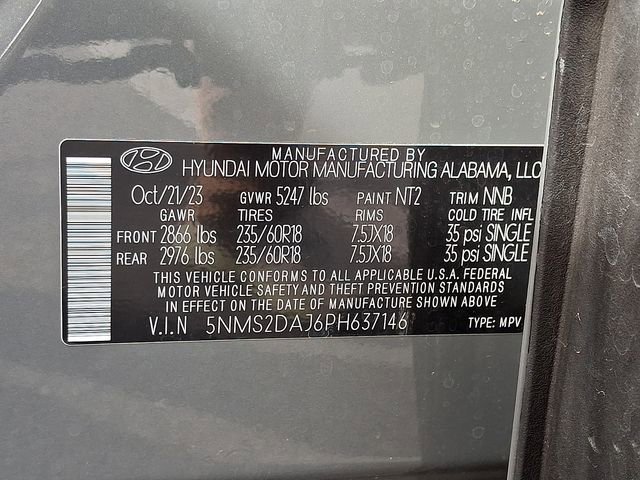 MANUFACTURED BY
HYUNDAI MOTOR MANUFACTURING ALABAMA, LLC
Oct/21/23 GVWR 5247 lbs PAINT NT2 TRIM NNB
GAWR TIRES RIMS COLD TIRE INFL
FRONT 2866 lbs 235/60R18 7.5JX18 35 psi SINGLE
REAR 2976 lbs 235/60R18 7.5JX18 35 psi SINGLE
THIS VEHICLE CONFORMS TO ALL APPLICABLE U.S.A. FEDERAL
MOTOR VEHICLE SAFETY AND THEFT PREVENTION STANDARDS
IN EFFECT ON THE DATE OF MANUFACTURE SHOWN ABOVE
V.I.N 5NMS2DAJ6PH637146 TYPE: MPV